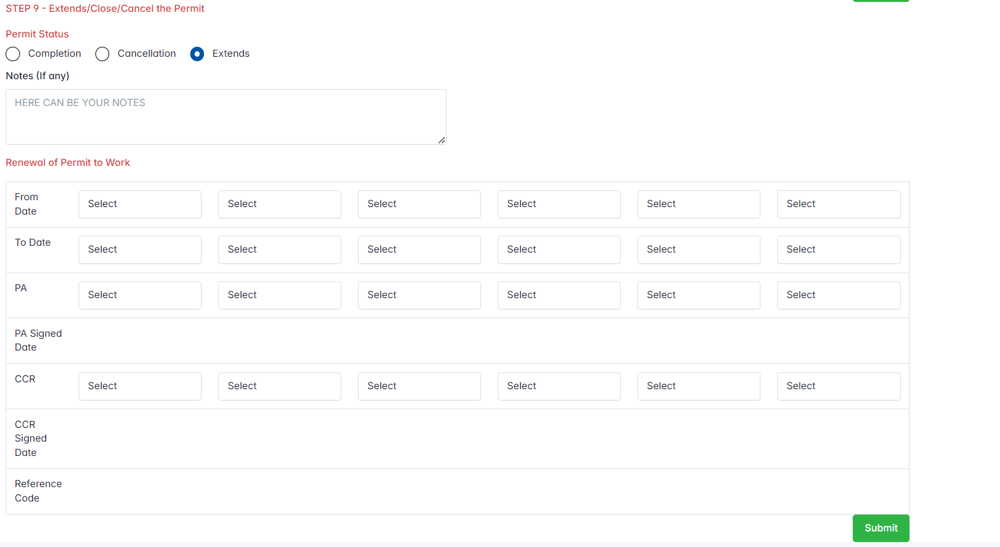 STEP 9 - Extends/Close/Cancel the Permit
Permit Status
Completion Cancellation Extends
Notes (If any)
HERE CAN BE YOUR NOTES
Renewal of Permit to Work
From
Date
Select Select Select Select Select Select
To Date
Select Select Select Select Select Select
PA
Select Select Select Select Select Select
PA Signed
Date
CCR
Select Select Select Select Select Select
CCR
Signed
Date
Reference
Code
Submit